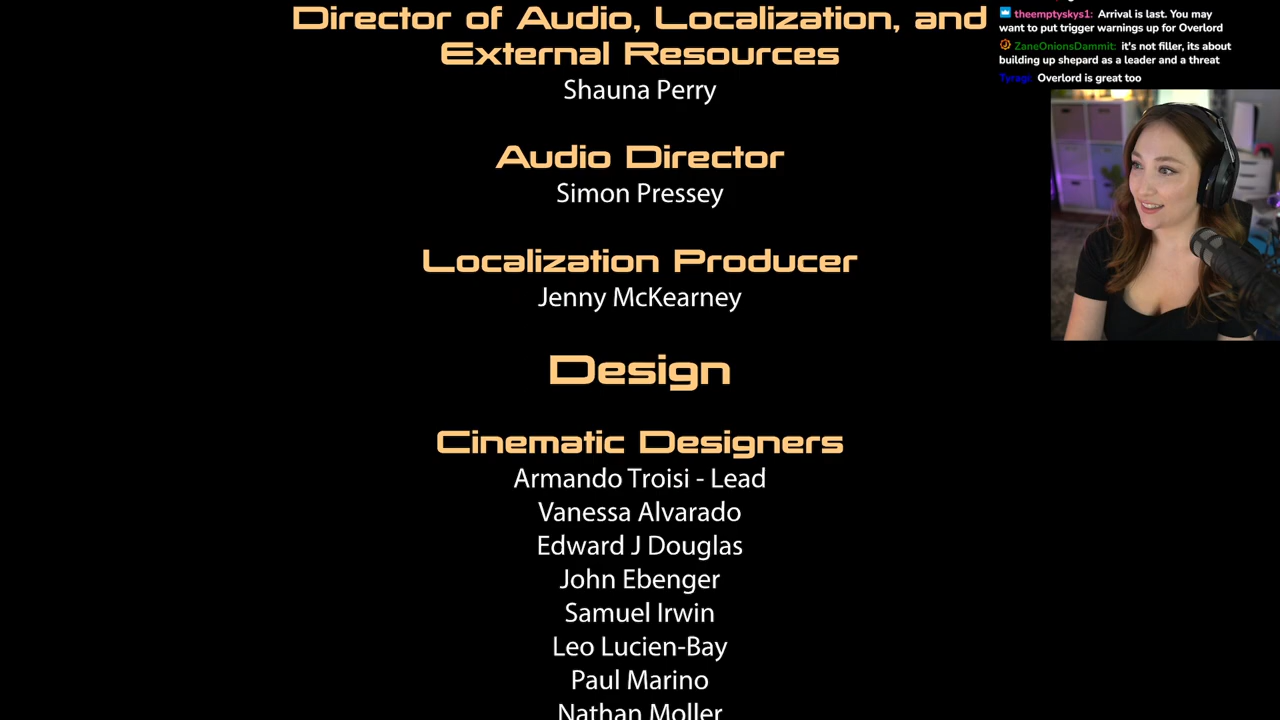 Director of Audio, Localization, and
External Resources
Shauna Perry
Audio Director
Simon Pressey
Localization Producer
Jenny McKearney
Design
Cinematic Designers
Armando Troisi - Lead
Vanessa Alvarado
Edward J Douglas
John Ebenger
Samuel Irwin
Leo Lucien-Bay
Paul Marino
Nathan Moller
theemptyskys1: Arrival is last. You may
want to put trigger warnings up for Overlord
ZaneOnionsDammit: it's not filler, its about
building up shepard as a leader and a threat
Overlord is great too